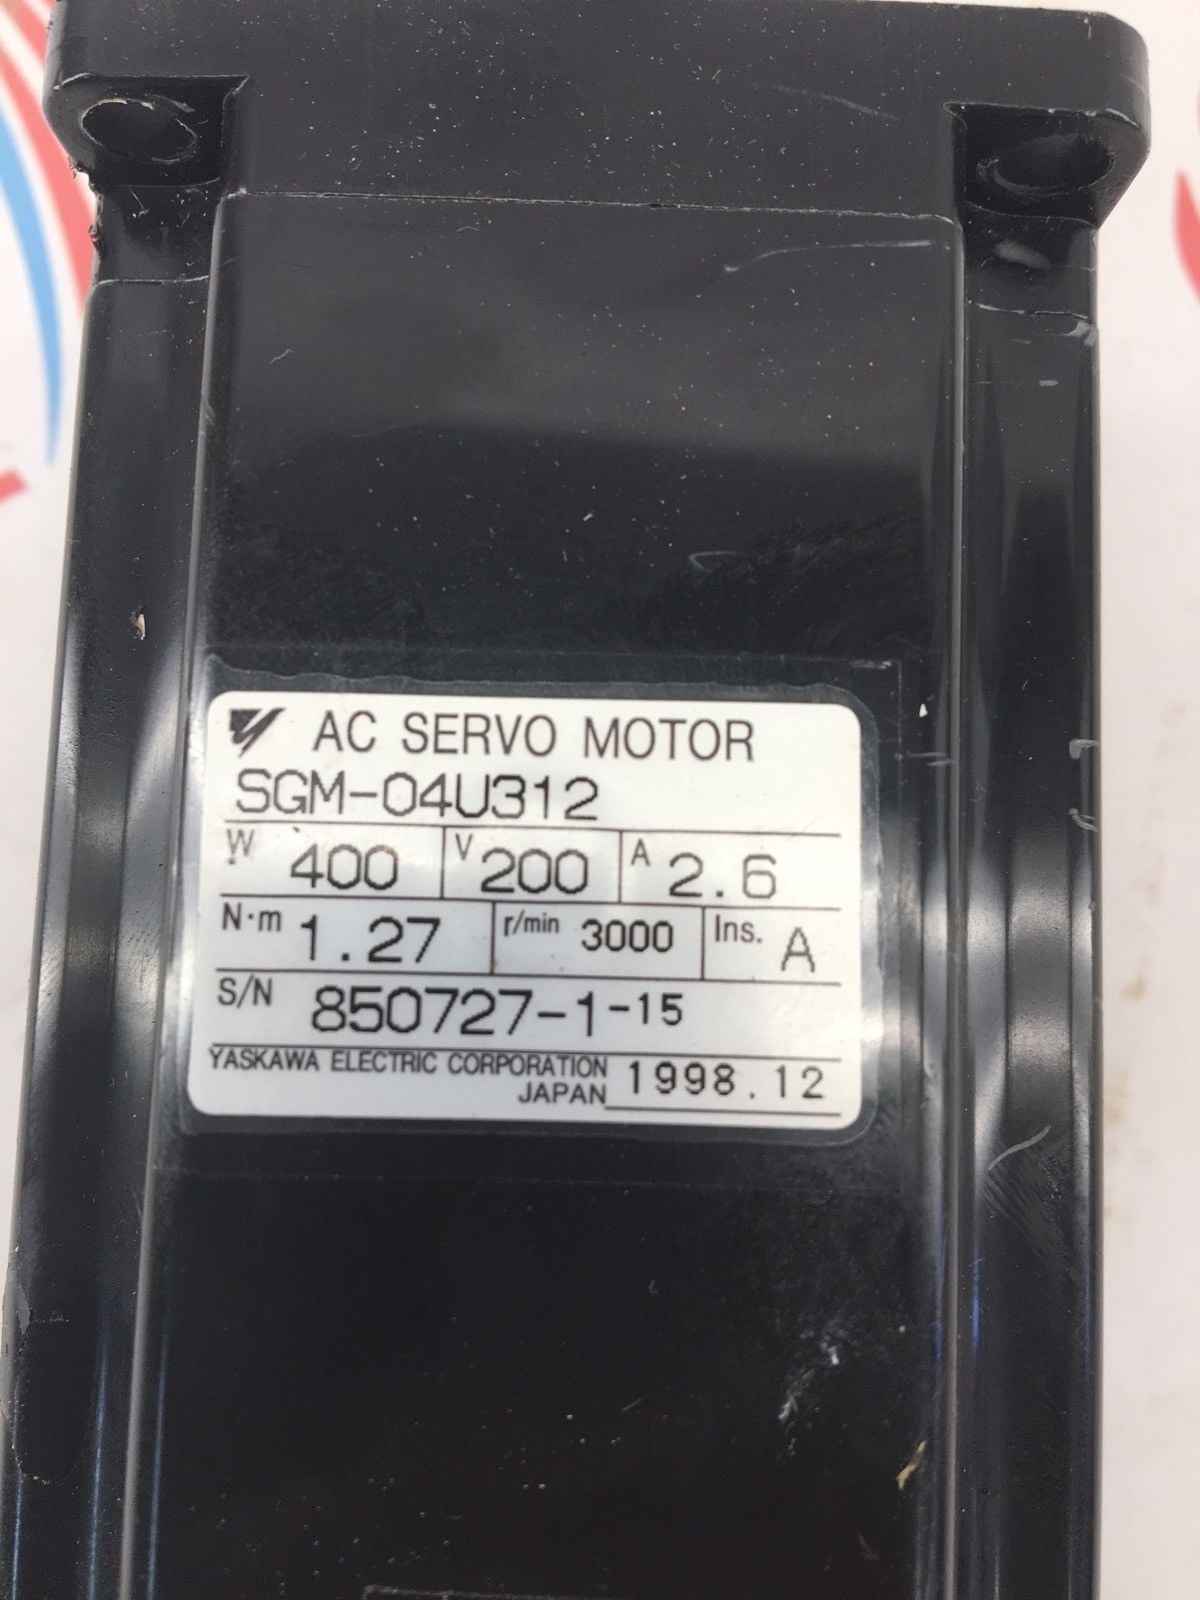 AC SERVO MOTOR
SGM-04U312
W 400 V 200 A 2.6
N·m 1.27 r/min 3000 Ins. A
S/N 850727-1-15
YASKAWA ELECTRIC CORPORATION
JAPAN 1998.12